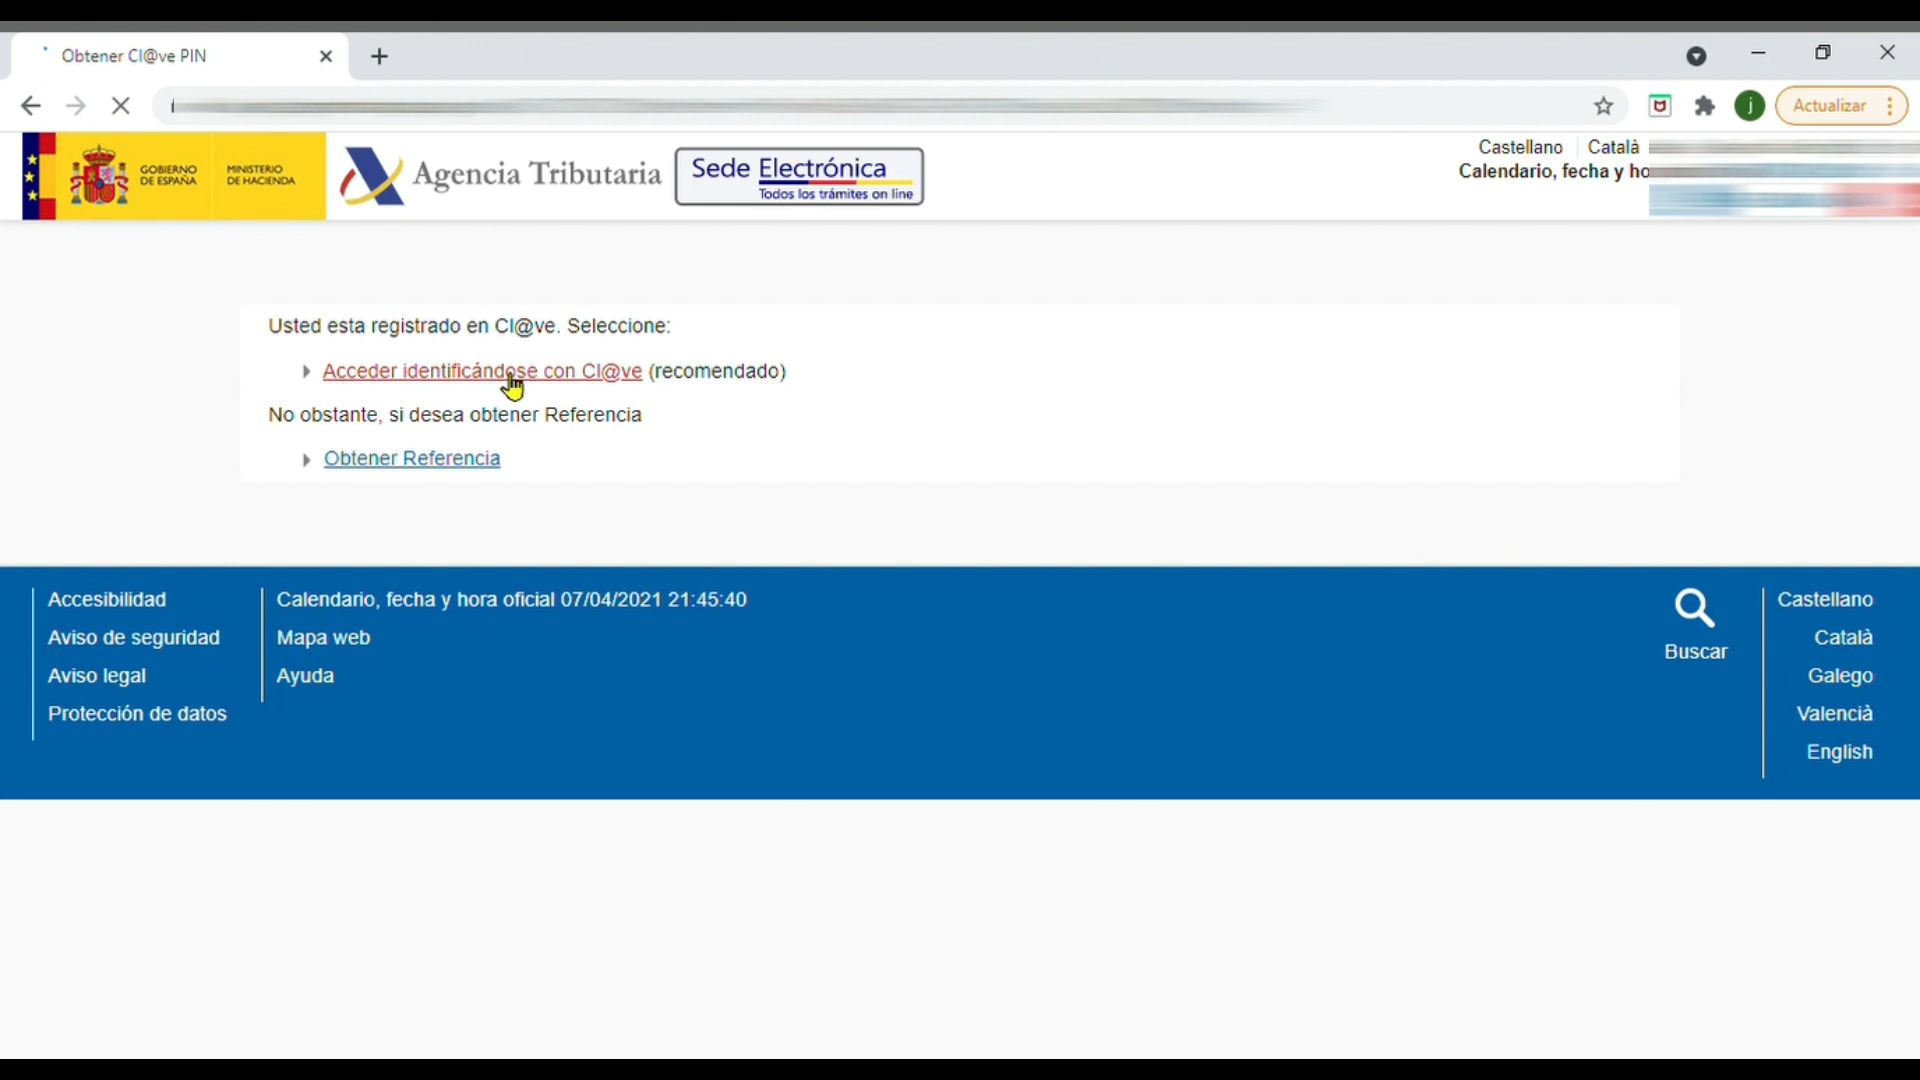 Obtener Cl@ve PIN
j
Actualizar
GOBIERNO
DE ESPAÑA
MINISTERIO
DE HACIENDA
Agencia Tributaria
Sede Electrónica
Todos los trámites on line
Castellano
Català
Calendario, fecha y ho
Usted esta registrado en Cl@ve. Seleccione:
Acceder identificándose con Cl@ve (recomendado)
No obstante, si desea obtener Referencia
Obtener Referencia
Accesibilidad
Aviso de seguridad
Aviso legal
Protección de datos
Calendario, fecha y hora oficial 07/04/2021 21:45:40
Mapa web
Ayuda
Buscar
Castellano
Català
Galego
Valencià
English